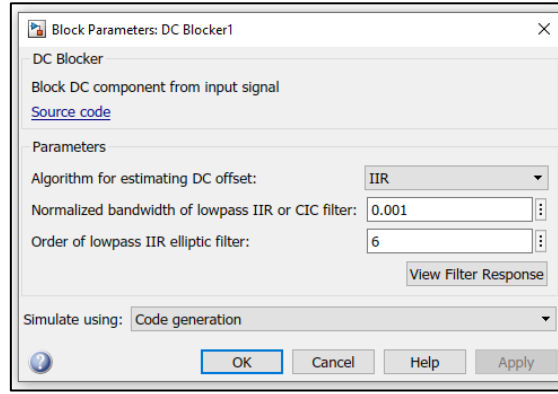 Block Parameters: DC Blocker1
DC Blocker
Block DC component from input signal
Source code
Parameters
Algorithm for estimating DC offset: IIR
Normalized bandwidth of lowpass IIR or CIC filter: 0.001
Order of lowpass IIR elliptic filter: 6
View Filter Response
Simulate using: Code generation
OK Cancel Help Apply